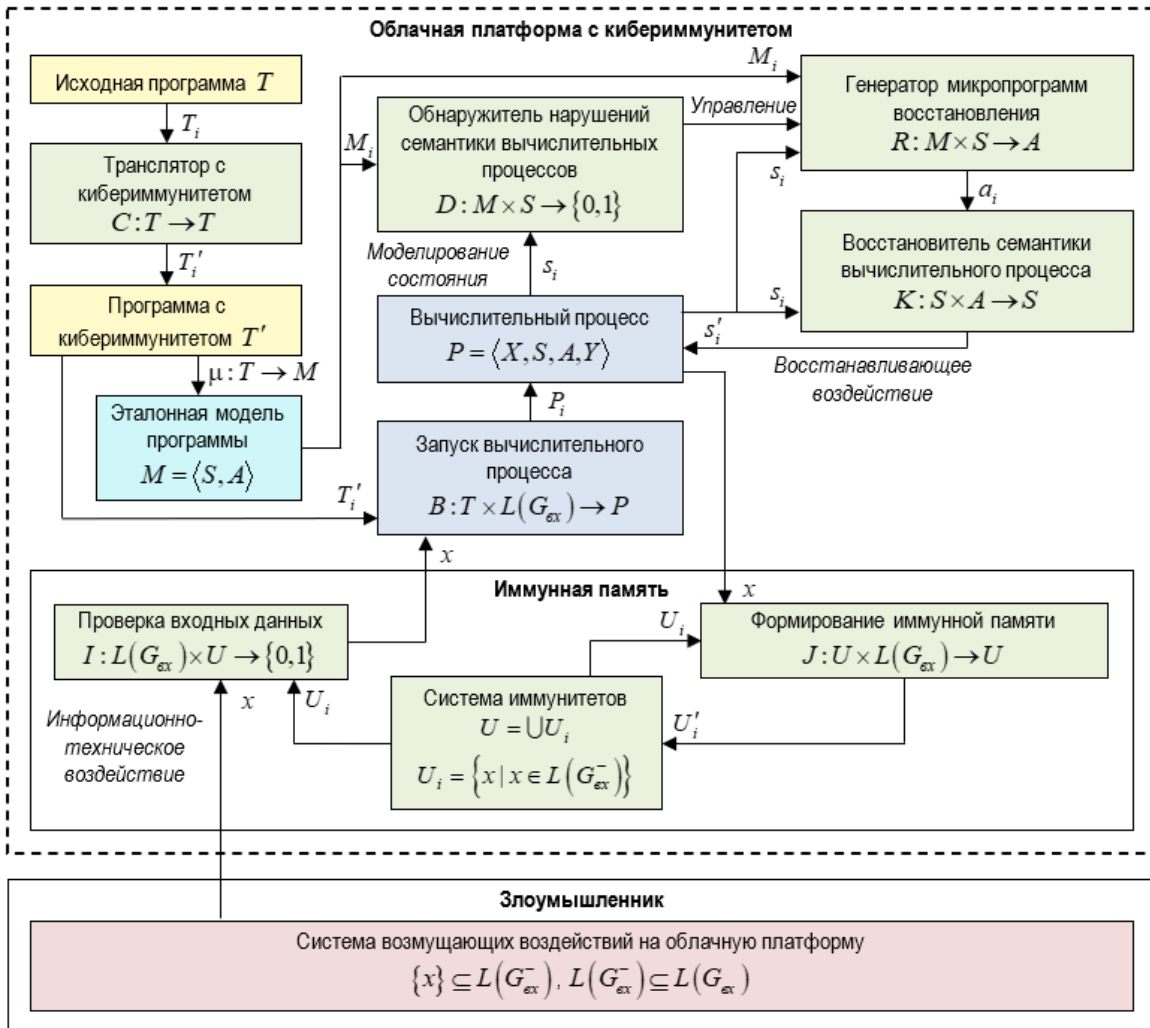 Облачная платформа с кибериммунитетом
Исходная программа T
T_i
Транслятор с
кибериммунитетом
C : T → T
T_i'
Программа с
кибериммунитетом T'
μ : T → M
Эталонная модель
программы
M = ⟨S, A⟩
T_i'
M_i
M_i
Обнаружитель нарушений
семантики вычислительных
процессов
D : M × S → {0,1}
Управление
Генератор микропрограмм
восстановления
R : M × S → A
s_i
a_i
Моделирование
состояния
s_i
Вычислительный процесс
P = ⟨X, S, A, Y⟩
s_i
s_i'
Восстановитель семантики
вычислительного процесса
K : S × A → S
Восстанавливающее
воздействие
P_i
Запуск вычислительного
процесса
B : T × L(G_вх) → P
x
x
Иммунная память
Проверка входных данных
I : L(G_вх) × U → {0,1}
x
U_i
Информационно-
техническое
воздействие
Система иммунитетов
U = ⋃U_i
U_i = {x | x ∈ L(G_вх^−)}
U_i
Формирование иммунной памяти
J : U × L(G_вх) → U
U_i'
Злоумышленник
Система возмущающих воздействий на облачную платформу
{x} ⊆ L(G_вх^−), L(G_вх^−) ⊆ L(G_вх)